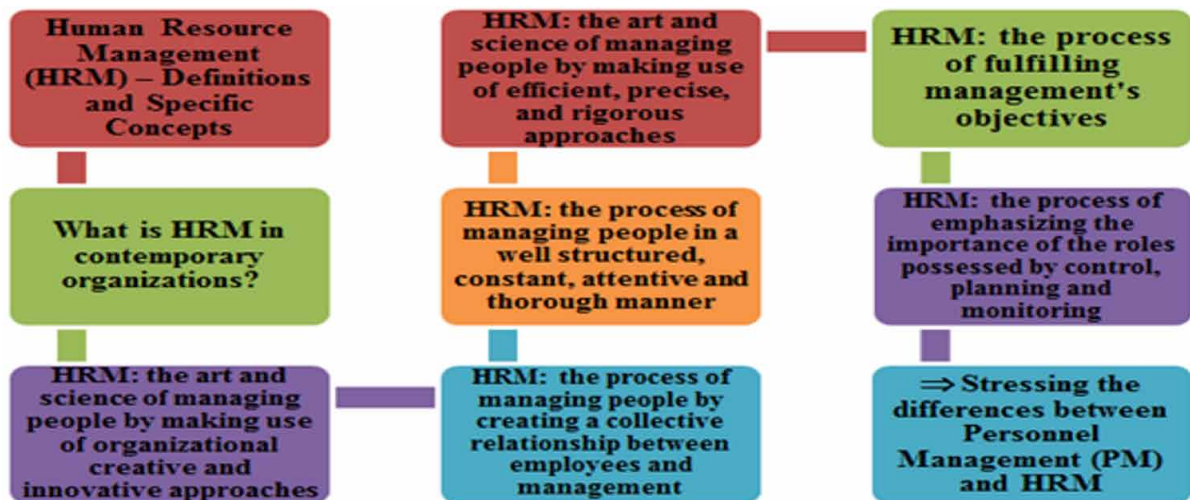 Human Resource
Management
(HRM) – Definitions
and Specific
Concepts
What is HRM in
contemporary
organizations?
HRM: the art and
science of managing
people by making use
of organizational
creative and
innovative approaches
HRM: the process of
managing people by
creating a collective
relationship between
employees and
management
HRM: the process of
managing people in a
well structured,
constant, attentive and
thorough manner
HRM: the art and
science of managing
people by making use
of efficient, precise,
and rigorous
approaches
HRM: the process
of fulfilling
management's
objectives
HRM: the process of
emphasizing the
importance of the roles
possessed by control,
planning and
monitoring
⇒ Stressing the
differences between
Personnel
Management (PM)
and HRM